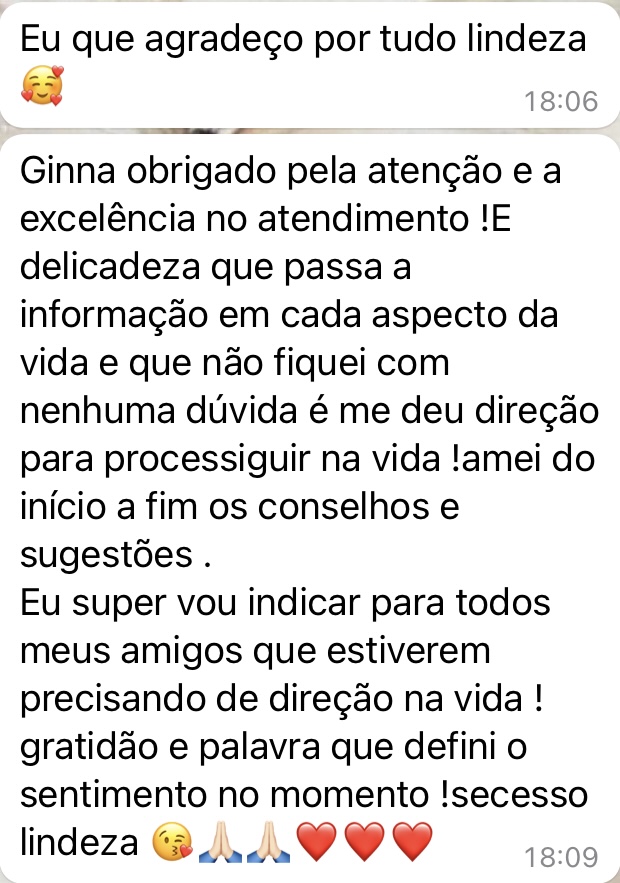 Eu que agradeço por tudo lindeza
🥰
18:06
Ginna obrigado pela atenção e a
excelência no atendimento !E
delicadeza que passa a
informação em cada aspecto da
vida e que não fiquei com
nenhuma dúvida é me deu direção
para processiguir na vida !amei do
início a fim os conselhos e
sugestões .
Eu super vou indicar para todos
meus amigos que estiverem
precisando de direção na vida !
gratidão e palavra que defini o
sentimento no momento !secesso
lindeza 😘🙏🏻🙏🏻❤️❤️❤️
18:09